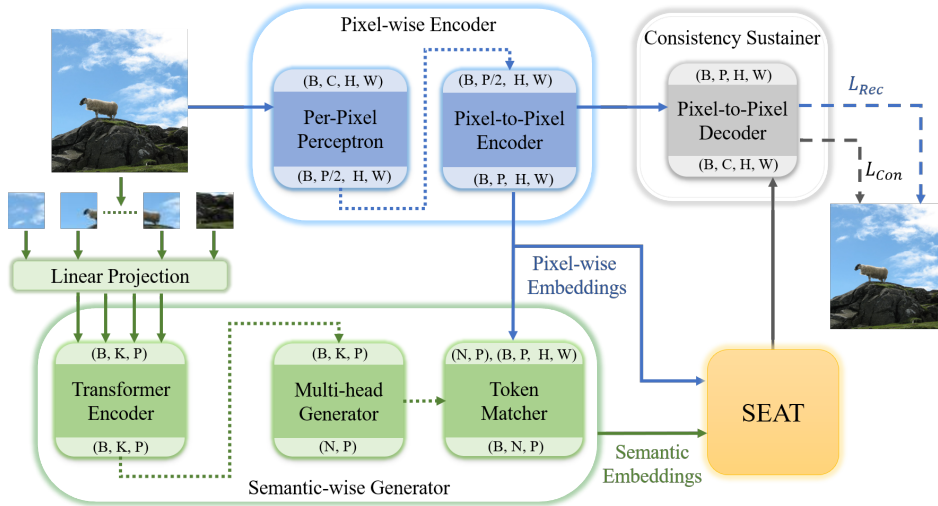 Pixel-wise Encoder
(B, C, H, W)
Per-Pixel
Perceptron
(B, P/2, H, W)
(B, P/2, H, W)
Pixel-to-Pixel
Encoder
(B, P, H, W)
Consistency Sustainer
(B, P, H, W)
Pixel-to-Pixel
Decoder
(B, C, H, W)
L_Rec
L_Con
Linear Projection
Pixel-wise
Embeddings
(B, K, P)
Transformer
Encoder
(B, K, P)
(B, K, P)
Multi-head
Generator
(N, P)
(N, P), (B, P, H, W)
Token
Matcher
(B, N, P)
Semantic-wise Generator
Semantic
Embeddings
SEAT